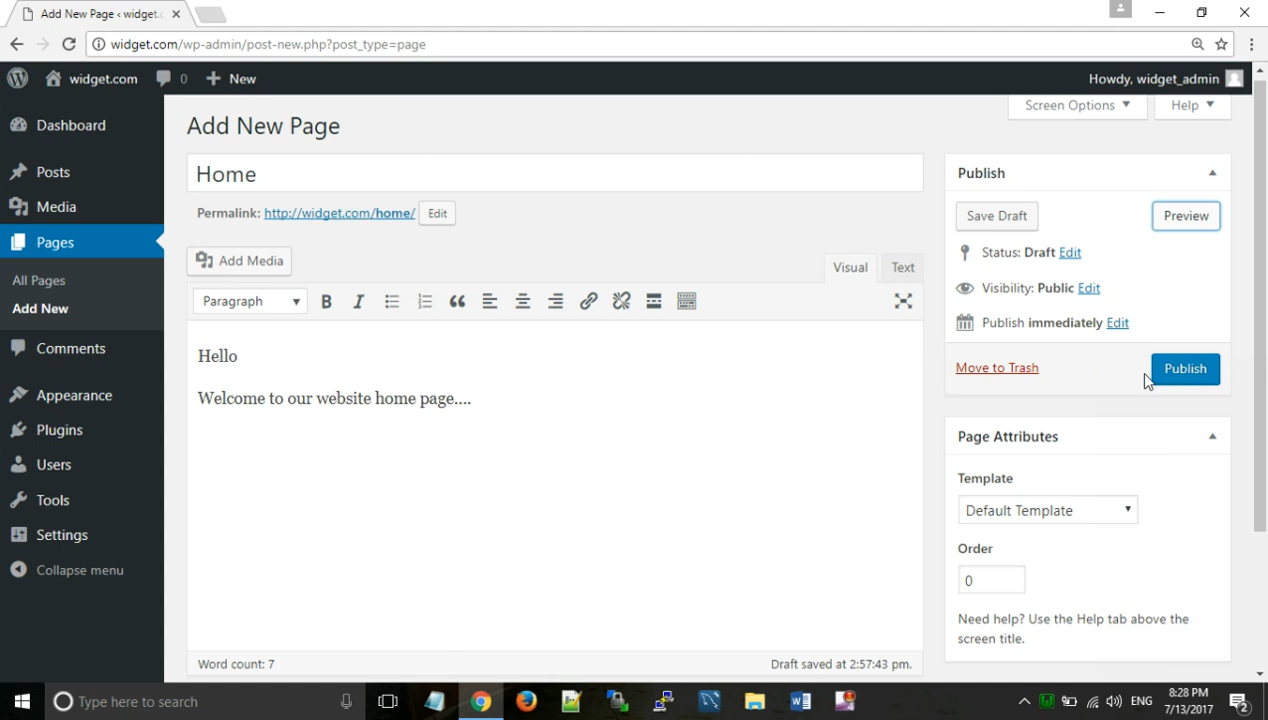 Add New Page ‹ widget.c
widget.com/wp-admin/post-new.php?post_type=page
widget.com 0 New Howdy, widget_admin
Screen Options Help
Dashboard
Posts
Media
Pages
All Pages
Add New
Comments
Appearance
Plugins
Users
Tools
Settings
Collapse menu
Add New Page
Home
Permalink: http://widget.com/home/ Edit
Add Media
Visual Text
Paragraph
Hello
Welcome to our website home page....
Word count: 7 Draft saved at 2:57:43 pm.
Publish
Save Draft Preview
Status: Draft Edit
Visibility: Public Edit
Publish immediately Edit
Move to Trash Publish
Page Attributes
Template
Default Template
Order
0
Need help? Use the Help tab above the
screen title.
Type here to search
ENG
8:28 PM
7/13/2017
2